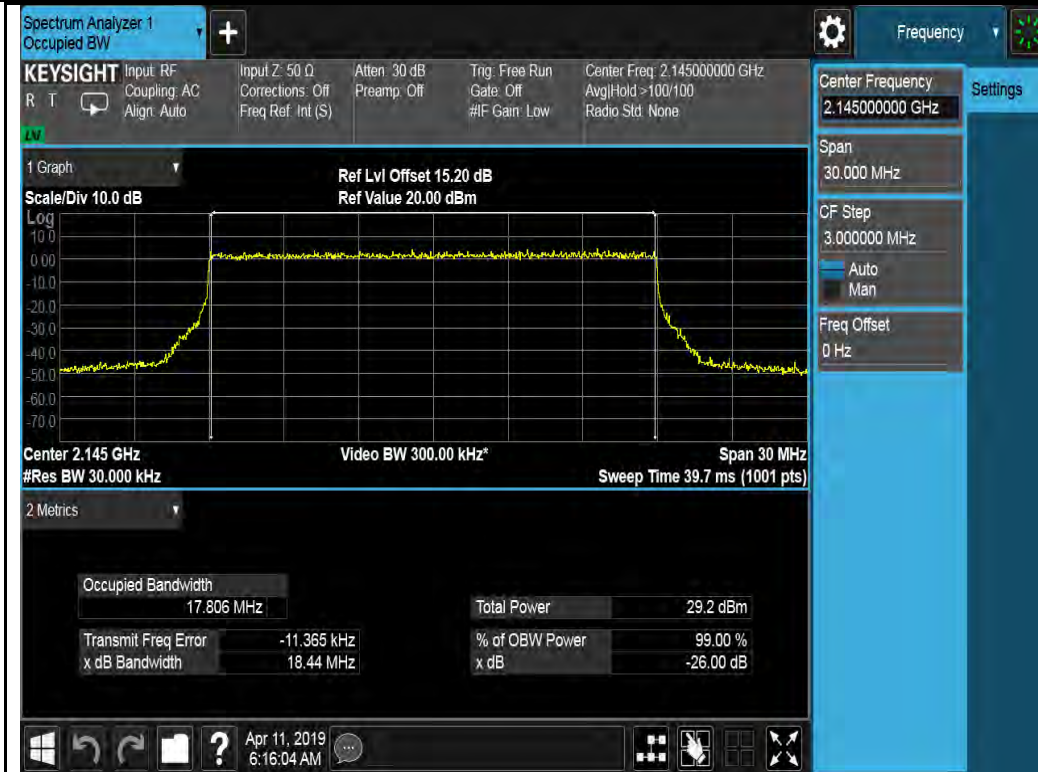 Spectrum Analyzer 1
Occupied BW
+
Frequency
KEYSIGHT
R T
LV
Input: RF
Coupling: AC
Align: Auto
Input Z: 50 Ω
Corrections: Off
Freq Ref: Int (S)
Atten: 30 dB
Preamp: Off
Trig: Free Run
Gate: Off
#IF Gain: Low
Center Freq: 2.145000000 GHz
Avg|Hold:>100/100
Radio Std: None
Center Frequency
2.145000000 GHz
Settings
Span
30.000 MHz
CF Step
3.000000 MHz
Auto
Man
Freq Offset
0 Hz
1 Graph
Scale/Div 10.0 dB
Ref Lvl Offset 15.20 dB
Ref Value 20.00 dBm
Log
10.0
0.00
-10.0
-20.0
-30.0
-40.0
-50.0
-60.0
-70.0
Center 2.145 GHz
#Res BW 30.000 kHz
Video BW 300.00 kHz*
Span 30 MHz
Sweep Time 39.7 ms (1001 pts)
2 Metrics
Occupied Bandwidth
17.806 MHz
Transmit Freq Error -11.365 kHz
x dB Bandwidth 18.44 MHz
Total Power 29.2 dBm
% of OBW Power 99.00 %
x dB -26.00 dB
?
Apr 11, 2019
6:16:04 AM